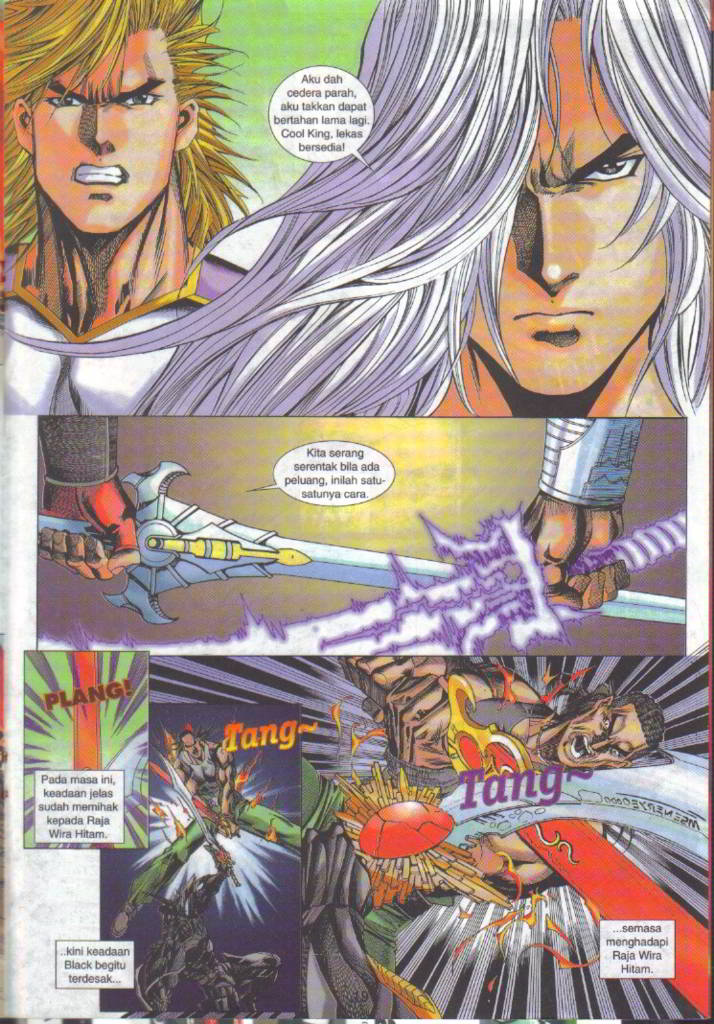 Aku dah
cedera parah,
aku takkan dapat
bertahan lama lagi.
Cool King, lekas
bersedia!
Kita serang
serentak bila ada
peluang, inilah satu-
satunya cara.
PLANG!
Pada masa ini,
keadaan jelas
sudah memihak
kepada Raja
Wira Hitam.
Tang~
..kini keadaan
Black begitu
terdesak...
Tang~
...semasa
menghadapi
Raja Wira
Hitam.